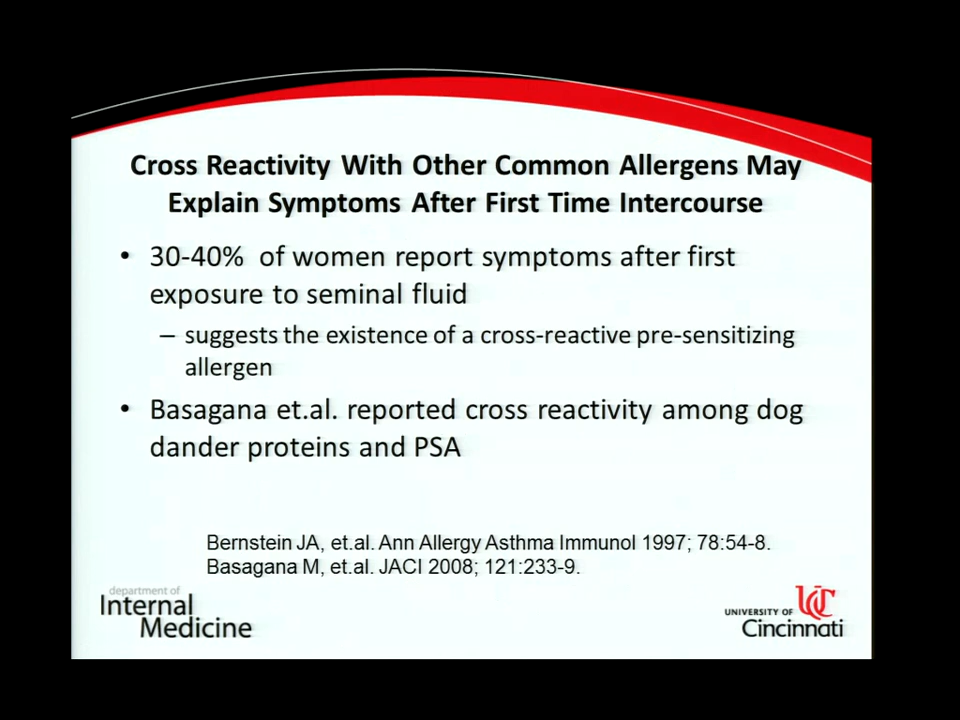 Cross Reactivity With Other Common Allergens May
Explain Symptoms After First Time Intercourse
• 30-40% of women report symptoms after first
exposure to seminal fluid
– suggests the existence of a cross-reactive pre-sensitizing
allergen
• Basagana et.al. reported cross reactivity among dog
dander proteins and PSA
Bernstein JA, et.al. Ann Allergy Asthma Immunol 1997; 78:54-8.
Basagana M, et.al. JACI 2008; 121:233-9.
department of
Internal
Medicine
UC
UNIVERSITY OF
Cincinnati